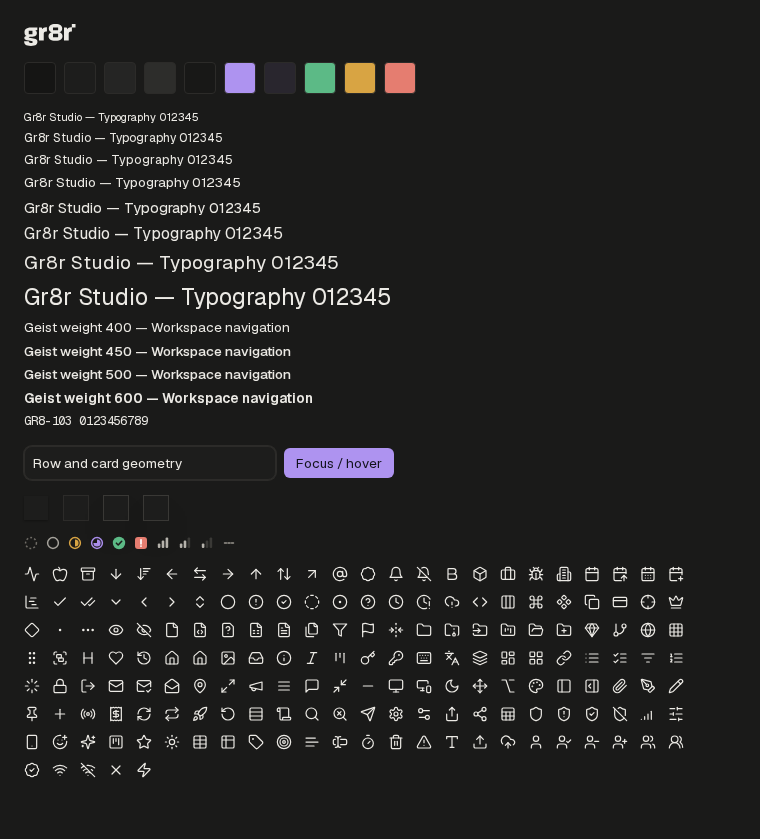 gr8r
Gr8r Studio — Typography 012345
Gr8r Studio — Typography 012345
Gr8r Studio — Typography 012345
Gr8r Studio — Typography 012345
Gr8r Studio — Typography 012345
Gr8r Studio — Typography 012345
Gr8r Studio — Typography 012345
Gr8r Studio — Typography 012345
Geist weight 400 — Workspace navigation
Geist weight 450 — Workspace navigation
Geist weight 500 — Workspace navigation
Geist weight 600 — Workspace navigation
GR8-103 0123456789
Row and card geometry
Focus / hover